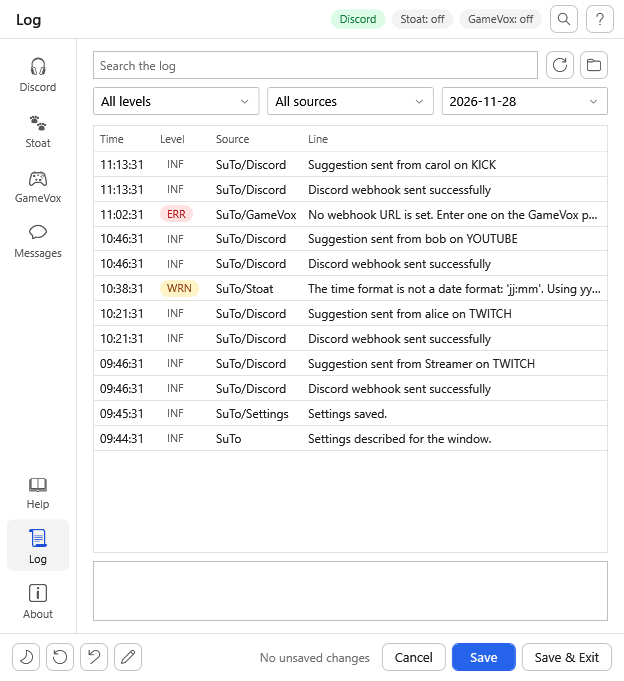 Log
Discord
Stoat: off
GameVox: off
?
Discord
Stoat
GameVox
Messages
Help
Log
About
Search the log
All levels
All sources
2026-11-28
Time Level Source Line
11:13:31 INF SuTo/Discord Suggestion sent from carol on KICK
11:13:31 INF SuTo/Discord Discord webhook sent successfully
11:02:31 ERR SuTo/GameVox No webhook URL is set. Enter one on the GameVox p...
10:46:31 INF SuTo/Discord Suggestion sent from bob on YOUTUBE
10:46:31 INF SuTo/Discord Discord webhook sent successfully
10:38:31 WRN SuTo/Stoat The time format is not a date format: 'jj:mm'. Using yy...
10:21:31 INF SuTo/Discord Suggestion sent from alice on TWITCH
10:21:31 INF SuTo/Discord Discord webhook sent successfully
09:46:31 INF SuTo/Discord Suggestion sent from Streamer on TWITCH
09:46:31 INF SuTo/Discord Discord webhook sent successfully
09:45:31 INF SuTo/Settings Settings saved.
09:44:31 INF SuTo Settings described for the window.
No unsaved changes
Cancel
Save
Save & Exit